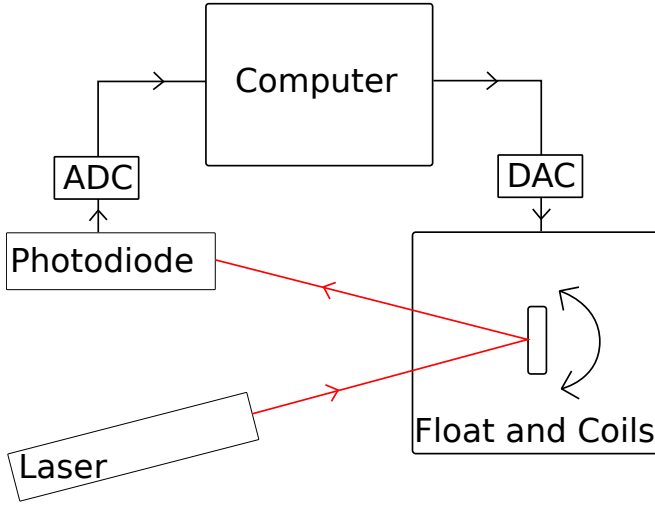 Computer
ADC
DAC
Photodiode
Float and Coils
Laser